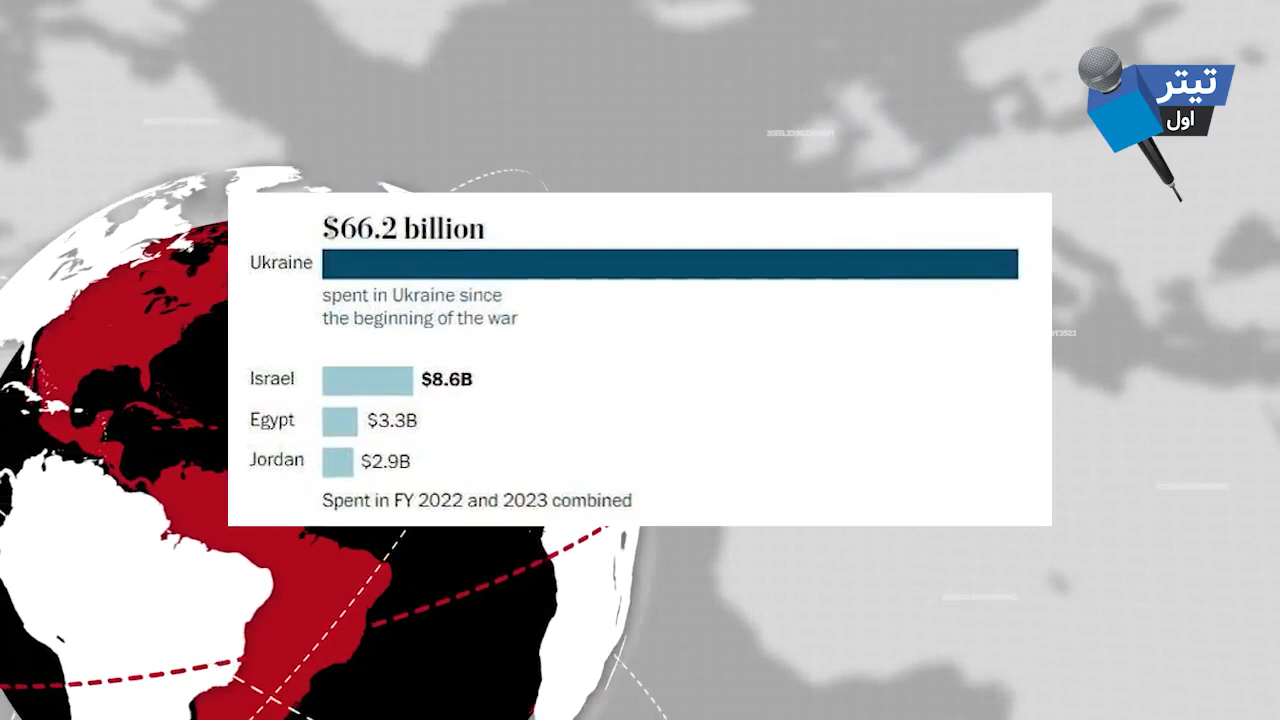 تیتر
اول
$66.2 billion
Ukraine
spent in Ukraine since
the beginning of the war
Israel $8.6B
Egypt $3.3B
Jordan $2.9B
Spent in FY 2022 and 2023 combined